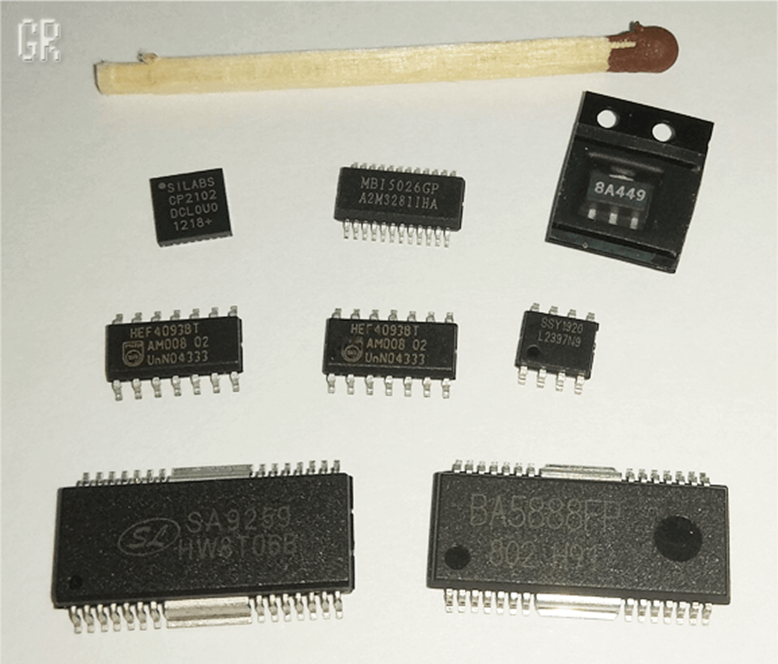 GR
SILABS
CP2102
DCL0U0
1218+
MBI5026GP
A2M3281IHA
8A449
HEF4093BT
AM008 02
UnN04333
HEF4093BT
AM008 02
UnN04333
SSY1920
L2397N9
SL
SA9259
HW8T06B
BA5888FP
802 H91